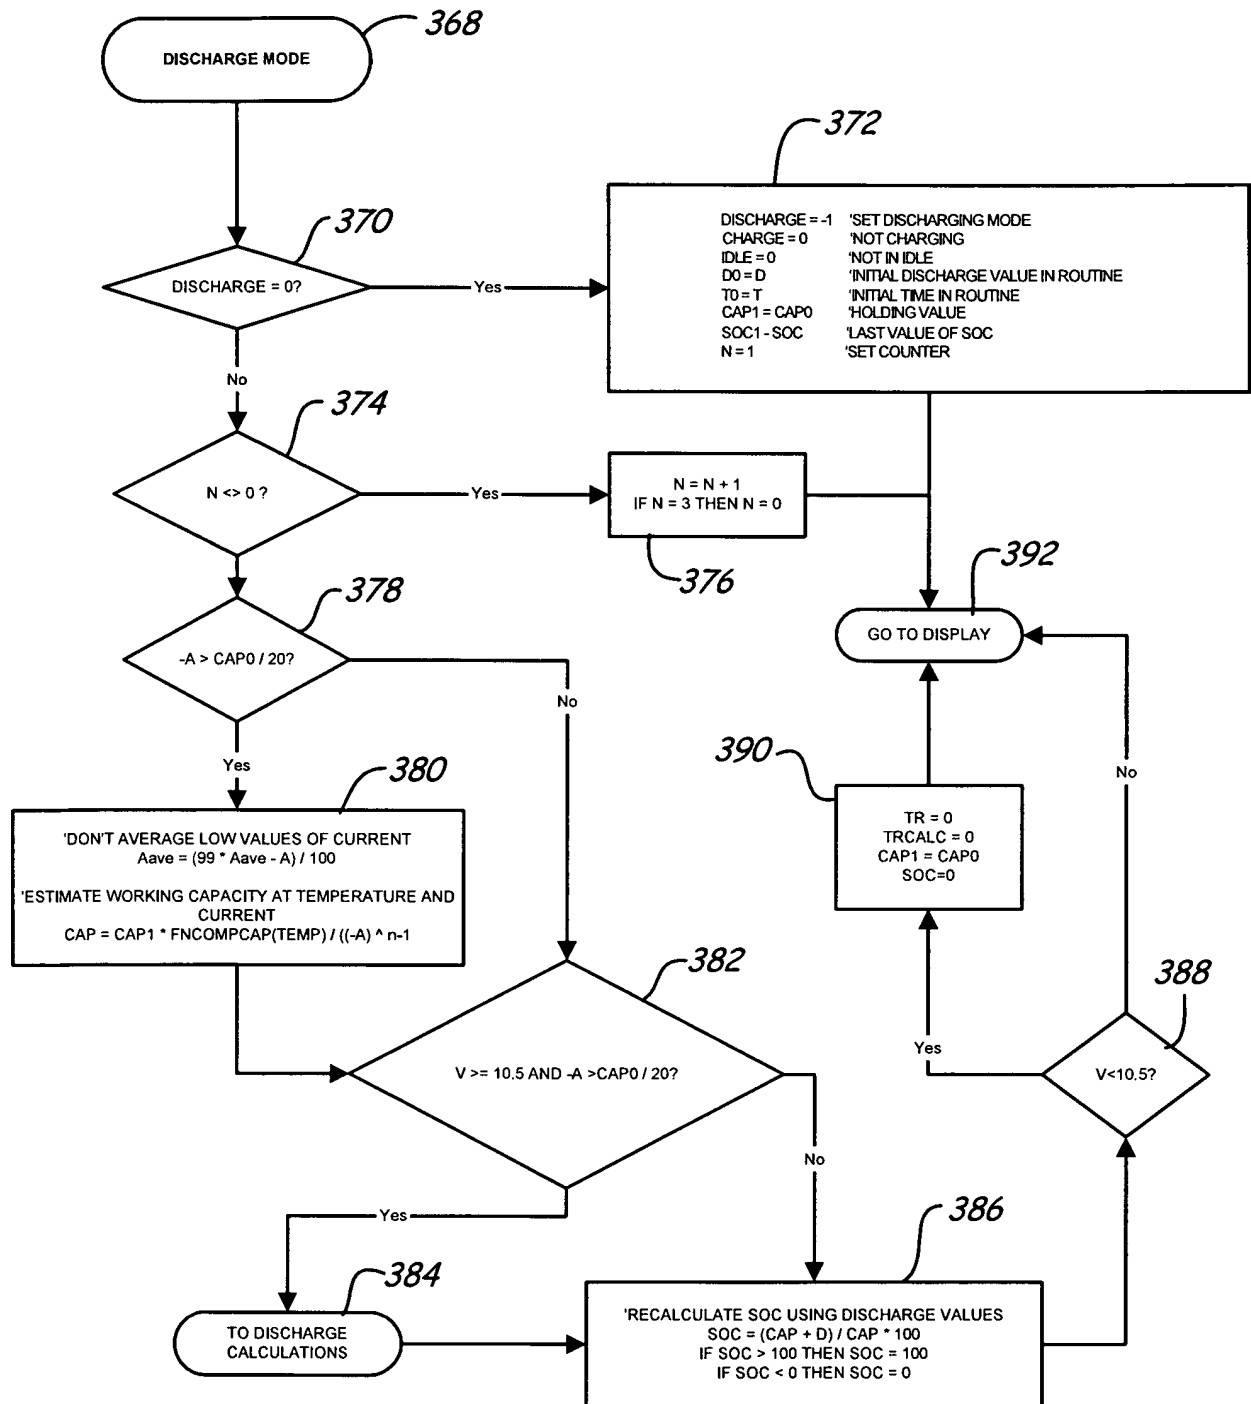 368
DISCHARGE MODE
372
370
DISCHARGE = 0?
Yes
DISCHARGE = -1 'SET DISCHARGING MODE
CHARGE = 0 'NOT CHARGING
IDLE = 0 'NOT IN IDLE
D0 = D 'INITIAL DISCHARGE VALUE IN ROUTINE
T0 = T 'INITIAL TIME IN ROUTINE
CAP1 = CAP0 'HOLDING VALUE
SOC1 - SOC 'LAST VALUE OF SOC
N = 1 'SET COUNTER
No
374
N <> 0 ?
Yes
N = N + 1
IF N = 3 THEN N = 0
376
378
-A > CAP0 / 20?
No
Yes
392
GO TO DISPLAY
No
380
'DON'T AVERAGE LOW VALUES OF CURRENT
Aave = (99 * Aave - A) / 100
'ESTIMATE WORKING CAPACITY AT TEMPERATURE AND
CURRENT
CAP = CAP1 * FNCOMPCAP(TEMP) / ((-A) ^ n-1
390
TR = 0
TRCALC = 0
CAP1 = CAP0
SOC=0
382
V >= 10.5 AND -A >CAP0 / 20?
No
Yes
388
V<10.5?
Yes
384
TO DISCHARGE
CALCULATIONS
386
'RECALCULATE SOC USING DISCHARGE VALUES
SOC = (CAP + D) / CAP * 100
IF SOC > 100 THEN SOC = 100
IF SOC < 0 THEN SOC = 0